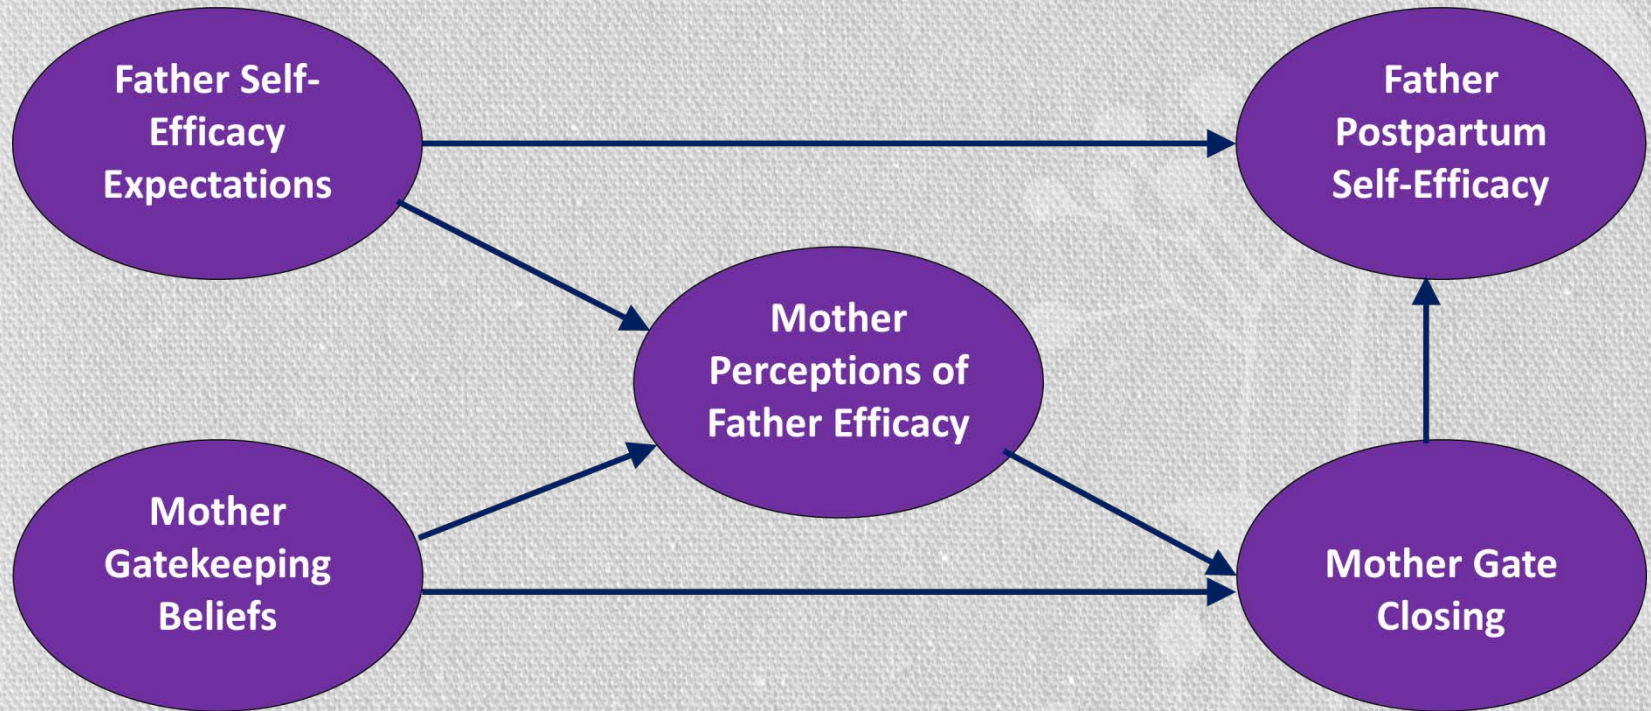 Father Self-
Efficacy
Expectations
Father
Postpartum
Self-Efficacy
Mother
Perceptions of
Father Efficacy
Mother
Gatekeeping
Beliefs
Mother Gate
Closing